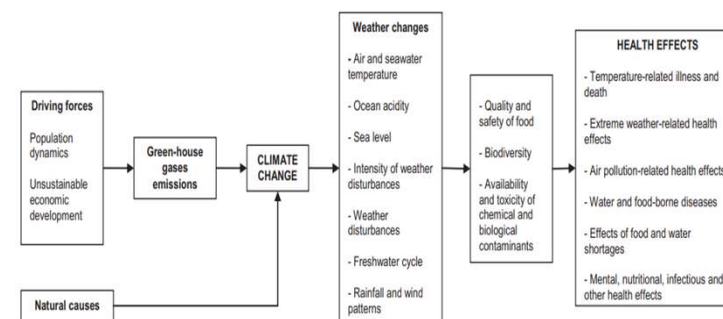 Driving forces
Population
dynamics
Unsustainable
economic
development
Natural causes
Green-house
gases
emissions
CLIMATE
CHANGE
Weather changes
- Air and seawater
temperature
- Ocean acidity
- Sea level
- Intensity of weather
disturbances
- Weather
disturbances
- Freshwater cycle
- Rainfall and wind
patterns
- Quality and
safety of food
- Biodiversity
- Availability
and toxicity of
chemical and
biological
contaminants
HEALTH EFFECTS
- Temperature-related illness and
death
- Extreme weather-related health
effects
- Air pollution-related health effects
- Water and food-borne diseases
- Effects of food and water
shortages
- Mental, nutritional, infectious and
other health effects